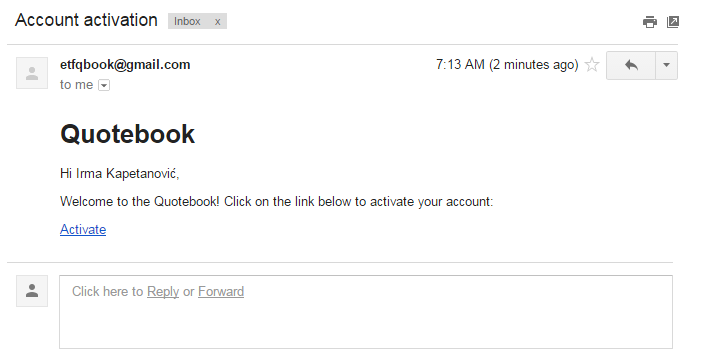 Account activation Inbox x
etfqbook@gmail.com 7:13 AM (2 minutes ago)
to me
Quotebook
Hi Irma Kapetanović,
Welcome to the Quotebook! Click on the link below to activate your account:
Activate
Click here to Reply or Forward